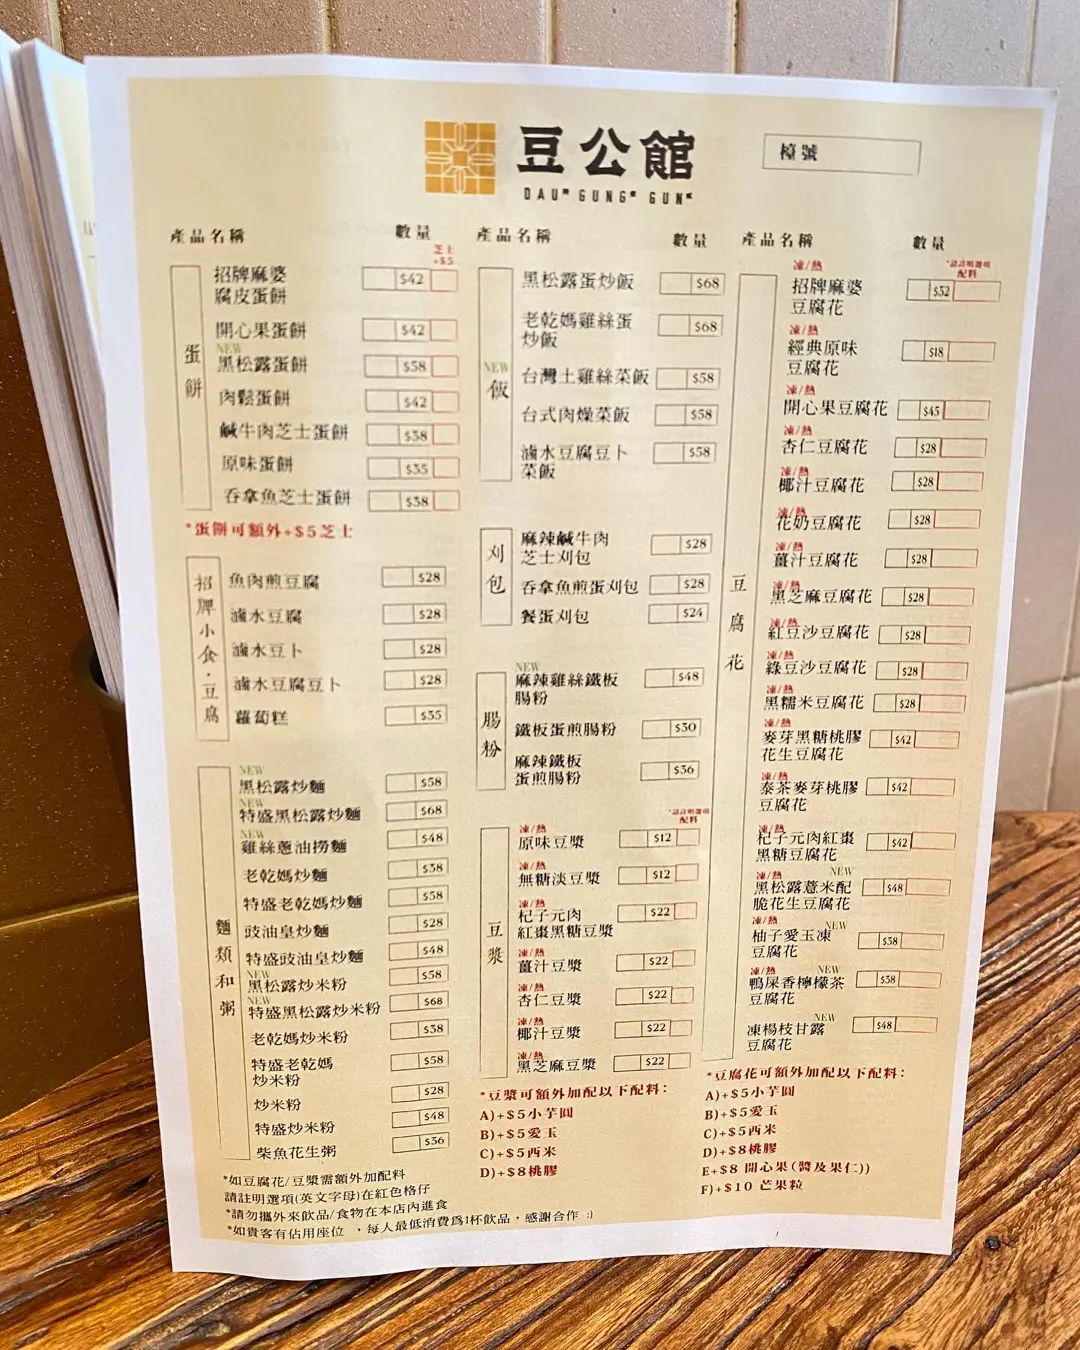 豆公館
DAU GUNG GUN
檯號
產品名稱
數量
芝士
+$5
蛋餅
招牌麻婆
腐皮蛋餅 $42
開心果蛋餅 $42
NEW
黑松露蛋餅 $58
肉鬆蛋餅 $42
鹹牛肉芝士蛋餅 $38
原味蛋餅 $35
吞拿魚芝士蛋餅 $38
*蛋餅可額外+$5芝士
招牌小食·豆腐
魚肉煎豆腐 $28
滷水豆腐 $28
滷水豆卜 $28
滷水豆腐豆卜 $28
蘿蔔糕 $35
麵類和粥
NEW
黑松露炒麵 $58
NEW
特盛黑松露炒麵 $68
NEW
雞絲蔥油撈麵 $48
老乾媽炒麵 $38
特盛老乾媽炒麵 $58
豉油皇炒麵 $28
特盛豉油皇炒麵 $48
NEW
黑松露炒米粉 $58
NEW
特盛黑松露炒米粉 $68
老乾媽炒米粉 $38
特盛老乾媽
炒米粉 $58
炒米粉 $28
特盛炒米粉 $48
柴魚花生粥 $36
*如豆腐花/豆漿需額外加配料
請註明選項(英文字母)在紅色格仔
*請勿攜外來飲品/食物在本店內進食
*如貴客有佔用座位 ,每人最低消費為1杯飲品,感謝合作 :)
產品名稱
數量
NEW
飯
黑松露蛋炒飯 $68
老乾媽雞絲蛋
炒飯 $68
台灣土雞絲菜飯 $58
台式肉燥菜飯 $58
滷水豆腐豆卜
菜飯 $58
刈包
麻辣鹹牛肉
芝士刈包 $28
吞拿魚煎蛋刈包 $28
餐蛋刈包 $24
腸粉
NEW
麻辣雞絲鐵板
腸粉 $48
鐵板蛋煎腸粉 $30
麻辣鐵板
蛋煎腸粉 $36
*請註明選項
配料
豆漿
凍/熱
原味豆漿 $12
凍/熱
無糖淡豆漿 $12
凍/熱
杞子元肉
紅棗黑糖豆漿 $22
凍/熱
薑汁豆漿 $22
凍/熱
杏仁豆漿 $22
凍/熱
椰汁豆漿 $22
凍/熱
黑芝麻豆漿 $22
*豆漿可額外加配以下配料:
A)+$5小芋圓
B)+$5愛玉
C)+$5西米
D)+$8桃膠
產品名稱
數量
*請註明選項
配料
豆腐花
凍/熱
招牌麻婆
豆腐花 $32
凍/熱
經典原味
豆腐花 $18
凍/熱
開心果豆腐花 $45
凍/熱
杏仁豆腐花 $28
凍/熱
椰汁豆腐花 $28
凍/熱
花奶豆腐花 $28
凍/熱
薑汁豆腐花 $28
凍/熱
黑芝麻豆腐花 $28
凍/熱
紅豆沙豆腐花 $28
凍/熱
綠豆沙豆腐花 $28
凍/熱
黑糯米豆腐花 $28
凍/熱
麥芽黑糖桃膠
花生豆腐花 $42
凍/熱
泰茶麥芽桃膠
豆腐花 $42
凍/熱
杞子元肉紅棗
黑糖豆腐花 $42
凍/熱 NEW
黑松露薏米配
脆花生豆腐花 $48
凍/熱 NEW
柚子愛玉凍
豆腐花 $38
凍/熱 NEW
鴨屎香檸檬茶
豆腐花 $38
NEW
凍楊枝甘露
豆腐花 $48
*豆腐花可額外加配以下配料:
A)+$5小芋圓
B)+$5愛玉
C)+$5西米
D)+$8桃膠
E+$8 開心果(醬及果仁))
F)+$10 芒果粒